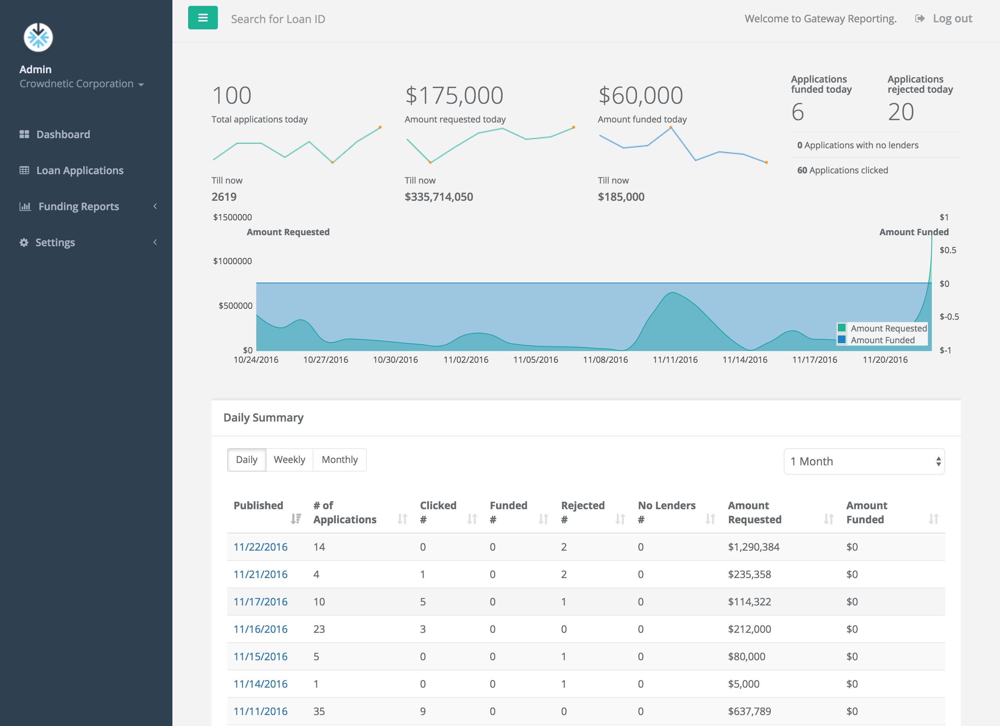 Search for Loan ID
Welcome to Gateway Reporting.
Log out
Admin
Crowdnetic Corporation
Dashboard
Loan Applications
Funding Reports
Settings
100
Total applications today
Till now
2619
$175,000
Amount requested today
Till now
$335,714,050
$60,000
Amount funded today
Till now
$185,000
Applications
funded today
6
Applications
rejected today
20
0 Applications with no lenders
60 Applications clicked
$1500000
$1000000
$500000
$0
Amount Requested
Amount Funded
$1
$0.5
$0
$-0.5
$-1
Amount Requested
Amount Funded
10/24/2016 10/27/2016 10/30/2016 11/02/2016 11/05/2016 11/08/2016 11/11/2016 11/14/2016 11/17/2016 11/20/2016
Daily Summary
Daily Weekly Monthly
1 Month
Published # of Clicked Funded Rejected No Lenders Amount Amount
Applications # # # # Requested Funded
11/22/2016 14 0 0 2 0 $1,290,384 $0
11/21/2016 4 1 0 2 0 $235,358 $0
11/17/2016 10 5 0 1 0 $114,322 $0
11/16/2016 23 3 0 0 0 $212,000 $0
11/15/2016 5 0 0 1 0 $80,000 $0
11/14/2016 1 0 0 1 0 $5,000 $0
11/11/2016 35 9 0 0 0 $637,789 $0